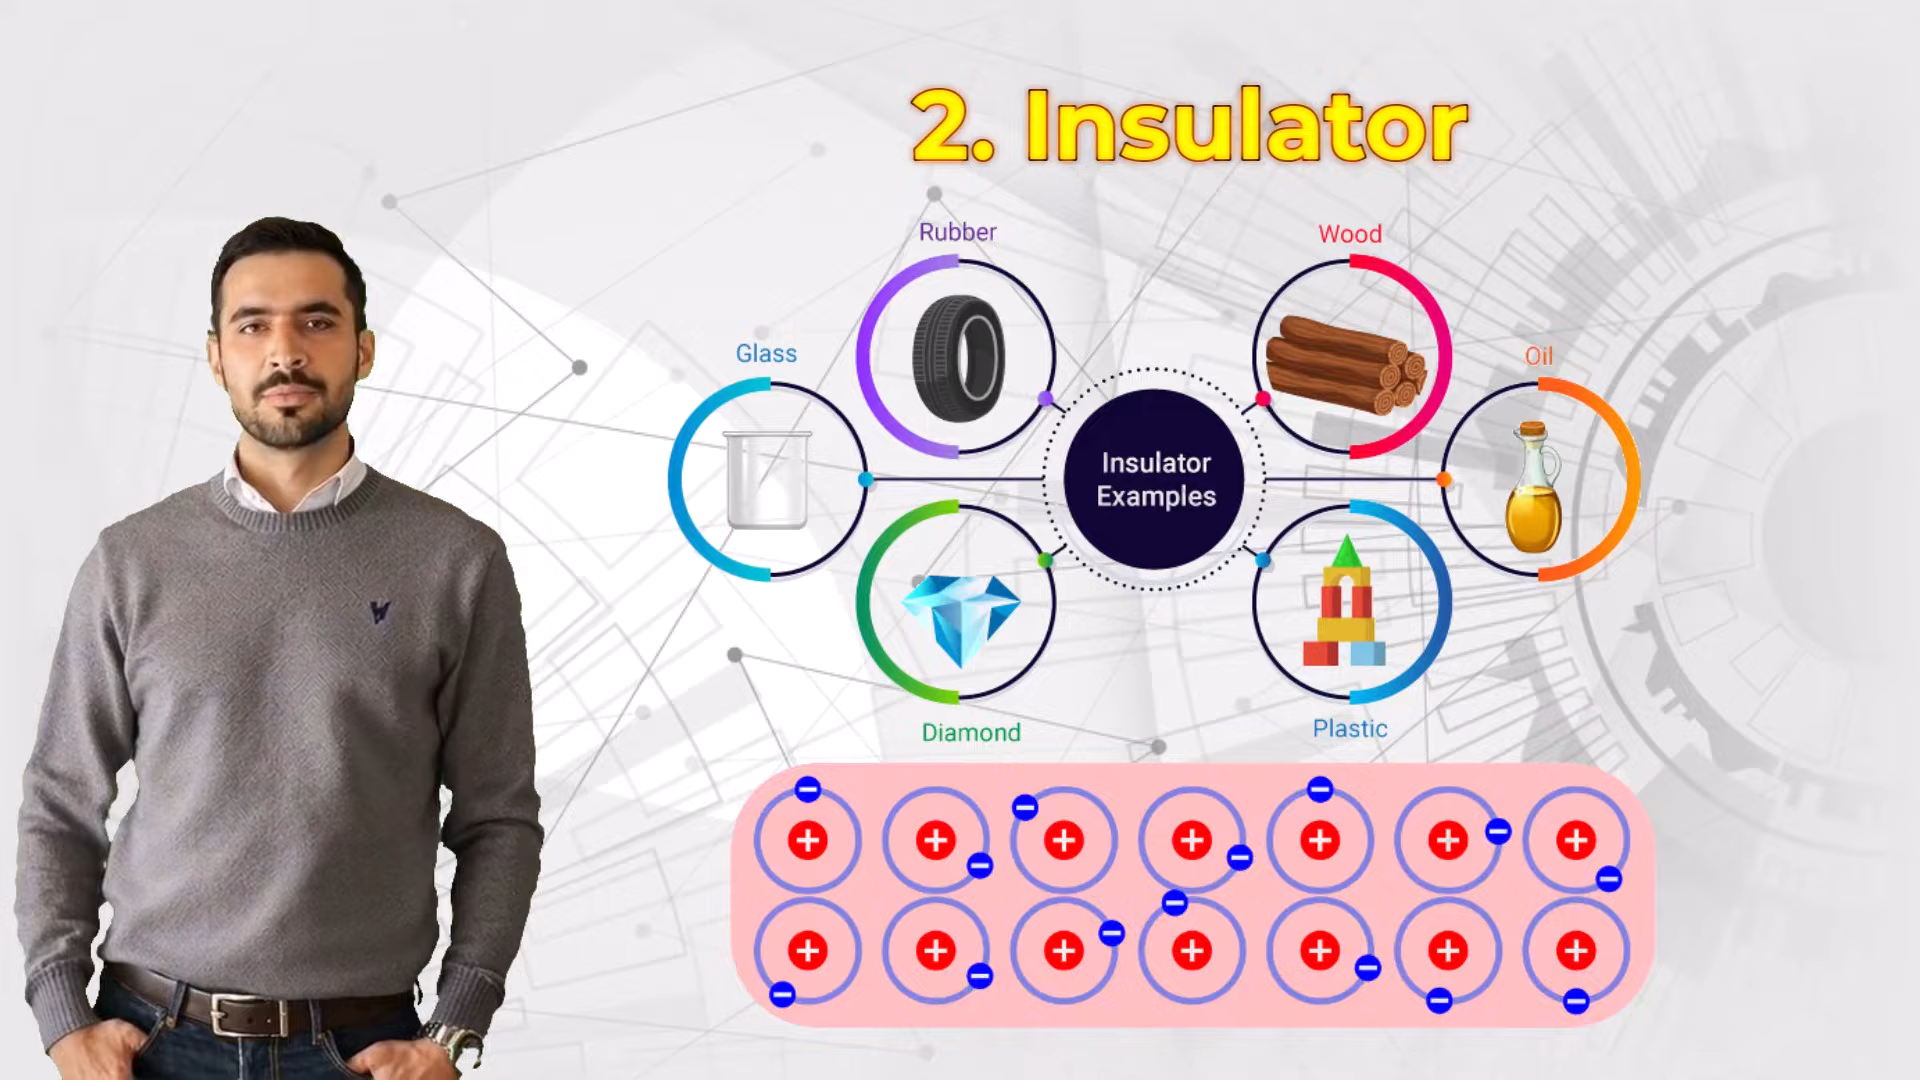 2. Insulator
Rubber
Wood
Glass
Oil
Insulator
Examples
Diamond
Plastic